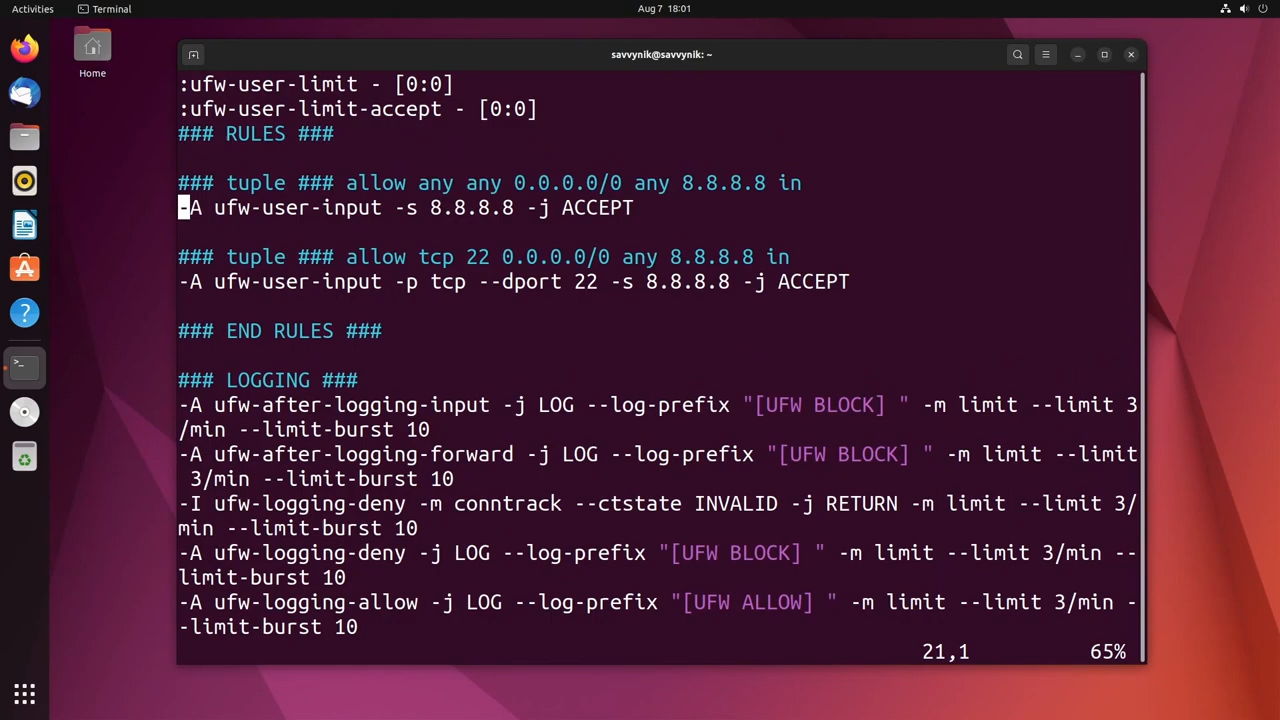 Activities
Terminal
Aug 7 18:01
Home
savvynik@savvynik: ~
:ufw-user-limit - [0:0]
:ufw-user-limit-accept - [0:0]
### RULES ###
### tuple ### allow any any 0.0.0.0/0 any 8.8.8.8 in
-A ufw-user-input -s 8.8.8.8 -j ACCEPT
### tuple ### allow tcp 22 0.0.0.0/0 any 8.8.8.8 in
-A ufw-user-input -p tcp --dport 22 -s 8.8.8.8 -j ACCEPT
### END RULES ###
### LOGGING ###
-A ufw-after-logging-input -j LOG --log-prefix "[UFW BLOCK] " -m limit --limit 3
/min --limit-burst 10
-A ufw-after-logging-forward -j LOG --log-prefix "[UFW BLOCK] " -m limit --limit
 3/min --limit-burst 10
-I ufw-logging-deny -m conntrack --ctstate INVALID -j RETURN -m limit --limit 3/
min --limit-burst 10
-A ufw-logging-deny -j LOG --log-prefix "[UFW BLOCK] " -m limit --limit 3/min --
limit-burst 10
-A ufw-logging-allow -j LOG --log-prefix "[UFW ALLOW] " -m limit --limit 3/min -
-limit-burst 10
21,1 65%